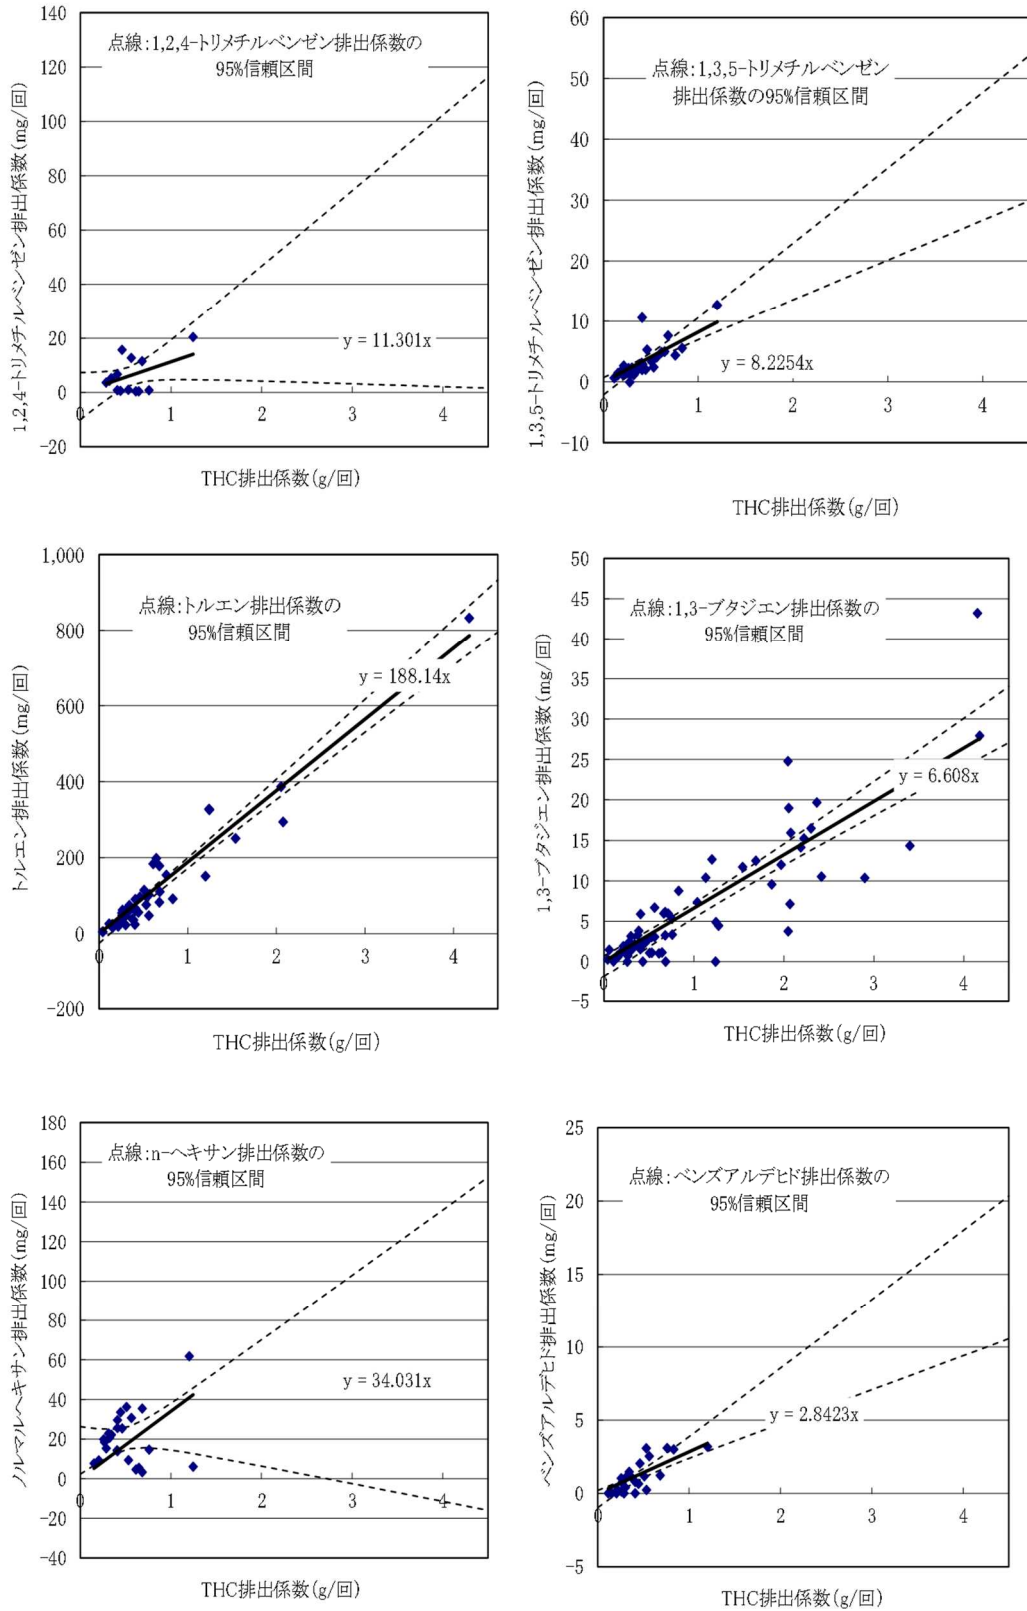 点線:1,2,4-トリメチルベンゼン排出係数の
95%信頼区間
1,2,4-トリメチルベンゼン排出係数(mg/回)
140
120
100
80
60
40
20
0
-20
0 1 2 3 4
y = 11.301x
THC排出係数(g/回)
点線:1,3,5-トリメチルベンゼン
排出係数の95%信頼区間
1,3,5-トリメチルベンゼン排出係数(mg/回)
60
50
40
30
20
10
0
-10
0 1 2 3 4
y = 8.2254x
THC排出係数(g/回)
点線:トルエン排出係数の
95%信頼区間
トルエン排出係数(mg/回)
1,000
800
600
400
200
0
-200
0 1 2 3 4
y = 188.14x
THC排出係数(g/回)
点線:1,3-ブタジエン排出係数の
95%信頼区間
1,3-ブタジエン排出係数(mg/回)
50
45
40
35
30
25
20
15
10
5
0
-5
0 1 2 3 4
y = 6.608x
THC排出係数(g/回)
点線:n-ヘキサン排出係数の
95%信頼区間
ノルマルヘキサン排出係数(mg/回)
180
160
140
120
100
80
60
40
20
0
-20
-40
0 1 2 3 4
y = 34.031x
THC排出係数(g/回)
点線:ベンズアルデヒド排出係数の
95%信頼区間
ベンズアルデヒド排出係数(mg/回)
25
20
15
10
5
0
-5
0 1 2 3 4
y = 2.8423x
THC排出係数(g/回)